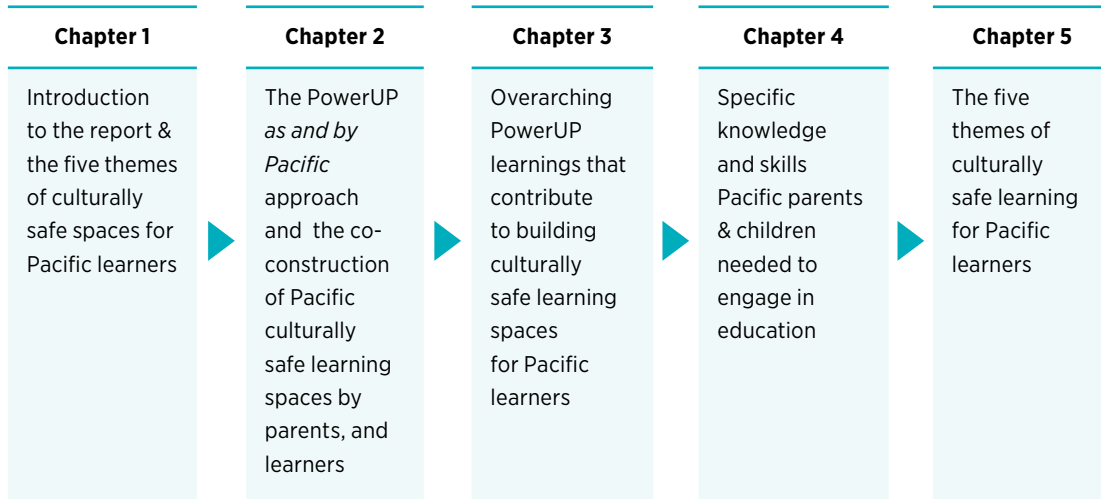 Chapter 1
Introduction
to the report &
the five themes
of culturally
safe spaces for
Pacific learners
Chapter 2
The PowerUP
as and by
Pacific
approach
and the co-
construction
of Pacific
culturally
safe learning
spaces by
parents, and
learners
Chapter 3
Overarching
PowerUP
learnings that
contribute
to building
culturally
safe learning
spaces
for Pacific
learners
Chapter 4
Specific
knowledge
and skills
Pacific parents
& children
needed to
engage in
education
Chapter 5
The five
themes of
culturally
safe learning
for Pacific
learners